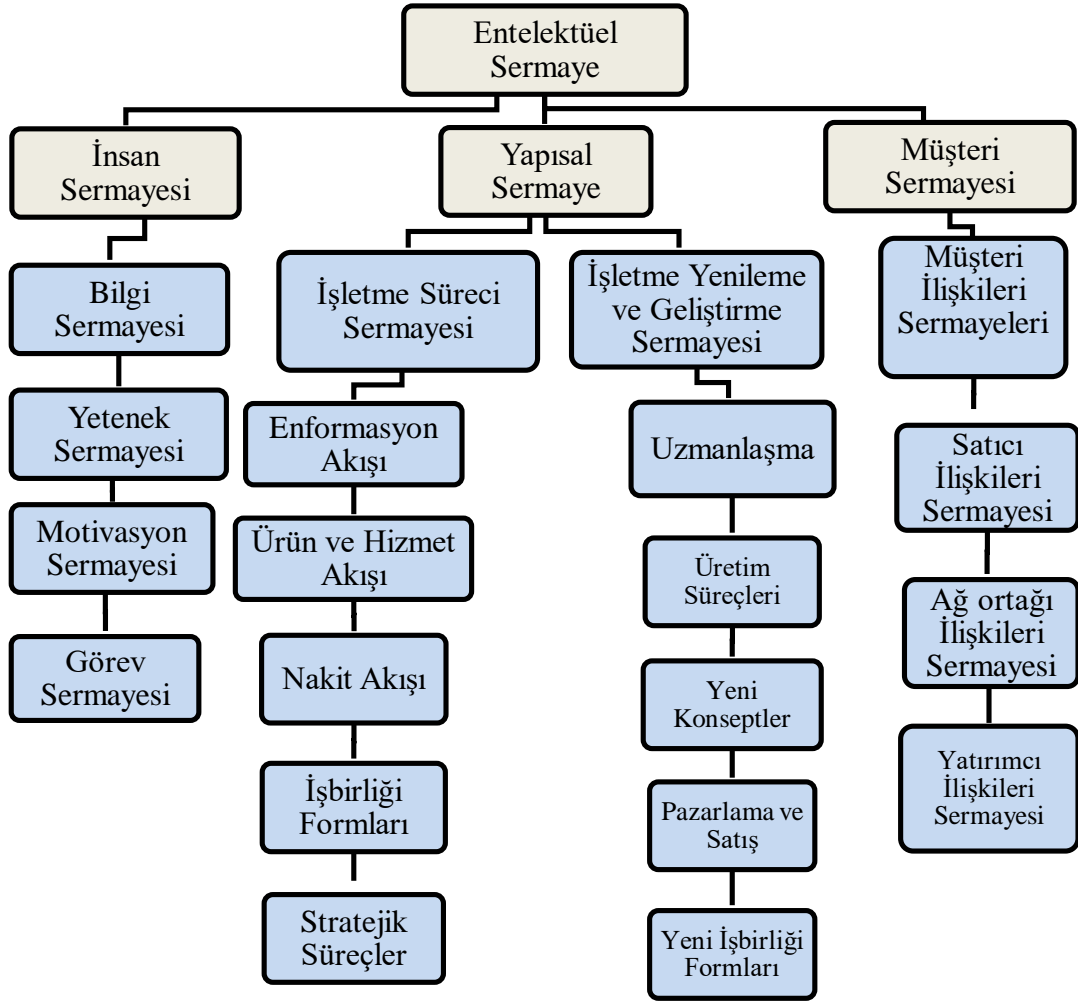 Entelektüel
Sermaye
İnsan
Sermayesi
Yapısal
Sermaye
Müşteri
Sermayesi
Bilgi
Sermayesi
Yetenek
Sermayesi
Motivasyon
Sermayesi
Görev
Sermayesi
İşletme Süreci
Sermayesi
Enformasyon
Akışı
Ürün ve Hizmet
Akışı
Nakit Akışı
İşbirliği
Formları
Stratejik
Süreçler
İşletme Yenileme
ve Geliştirme
Sermayesi
Uzmanlaşma
Üretim
Süreçleri
Yeni
Konseptler
Pazarlama ve
Satış
Yeni İşbirliği
Formları
Müşteri
İlişkileri
Sermayeleri
Satıcı
İlişkileri
Sermayesi
Ağ ortağı
İlişkileri
Sermayesi
Yatırımcı
İlişkileri
Sermayesi